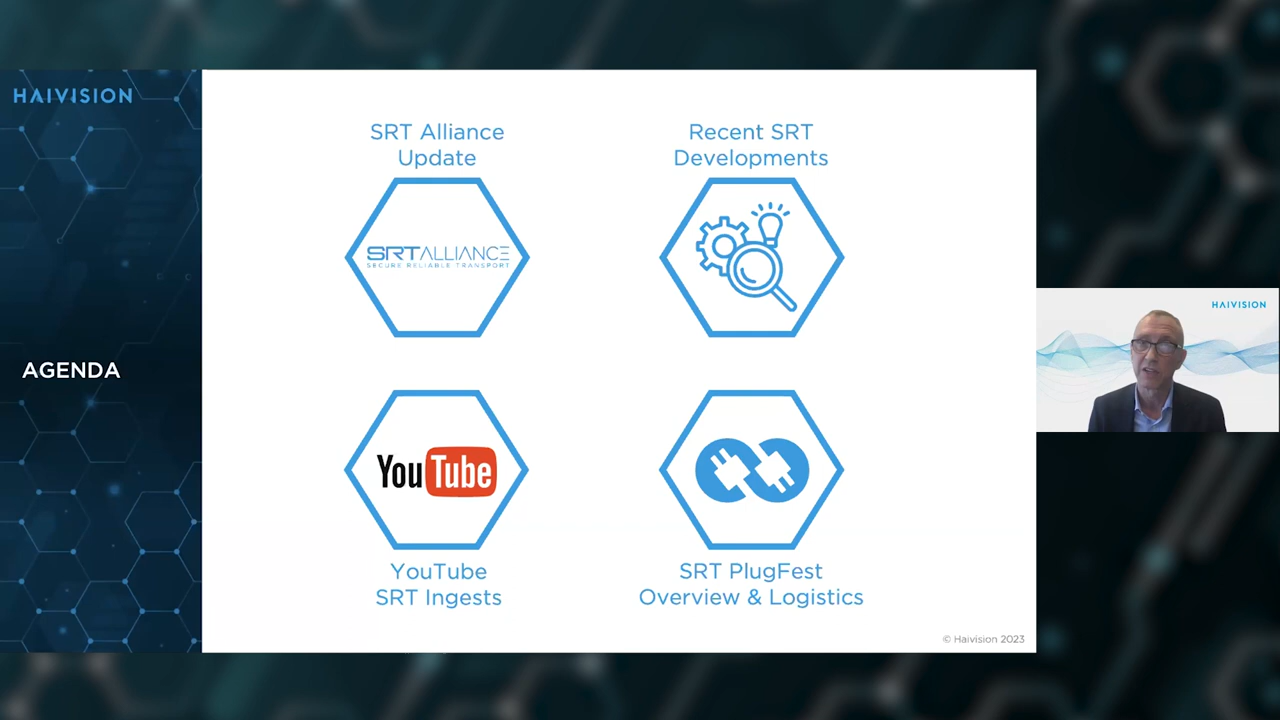 HAIVISION
AGENDA
SRT Alliance
Update
SRTALLIANCE
SECURE RELIABLE TRANSPORT
Recent SRT
Developments
YouTube
YouTube
SRT Ingests
SRT PlugFest
Overview & Logistics
© Haivision 2023
HAIVISION